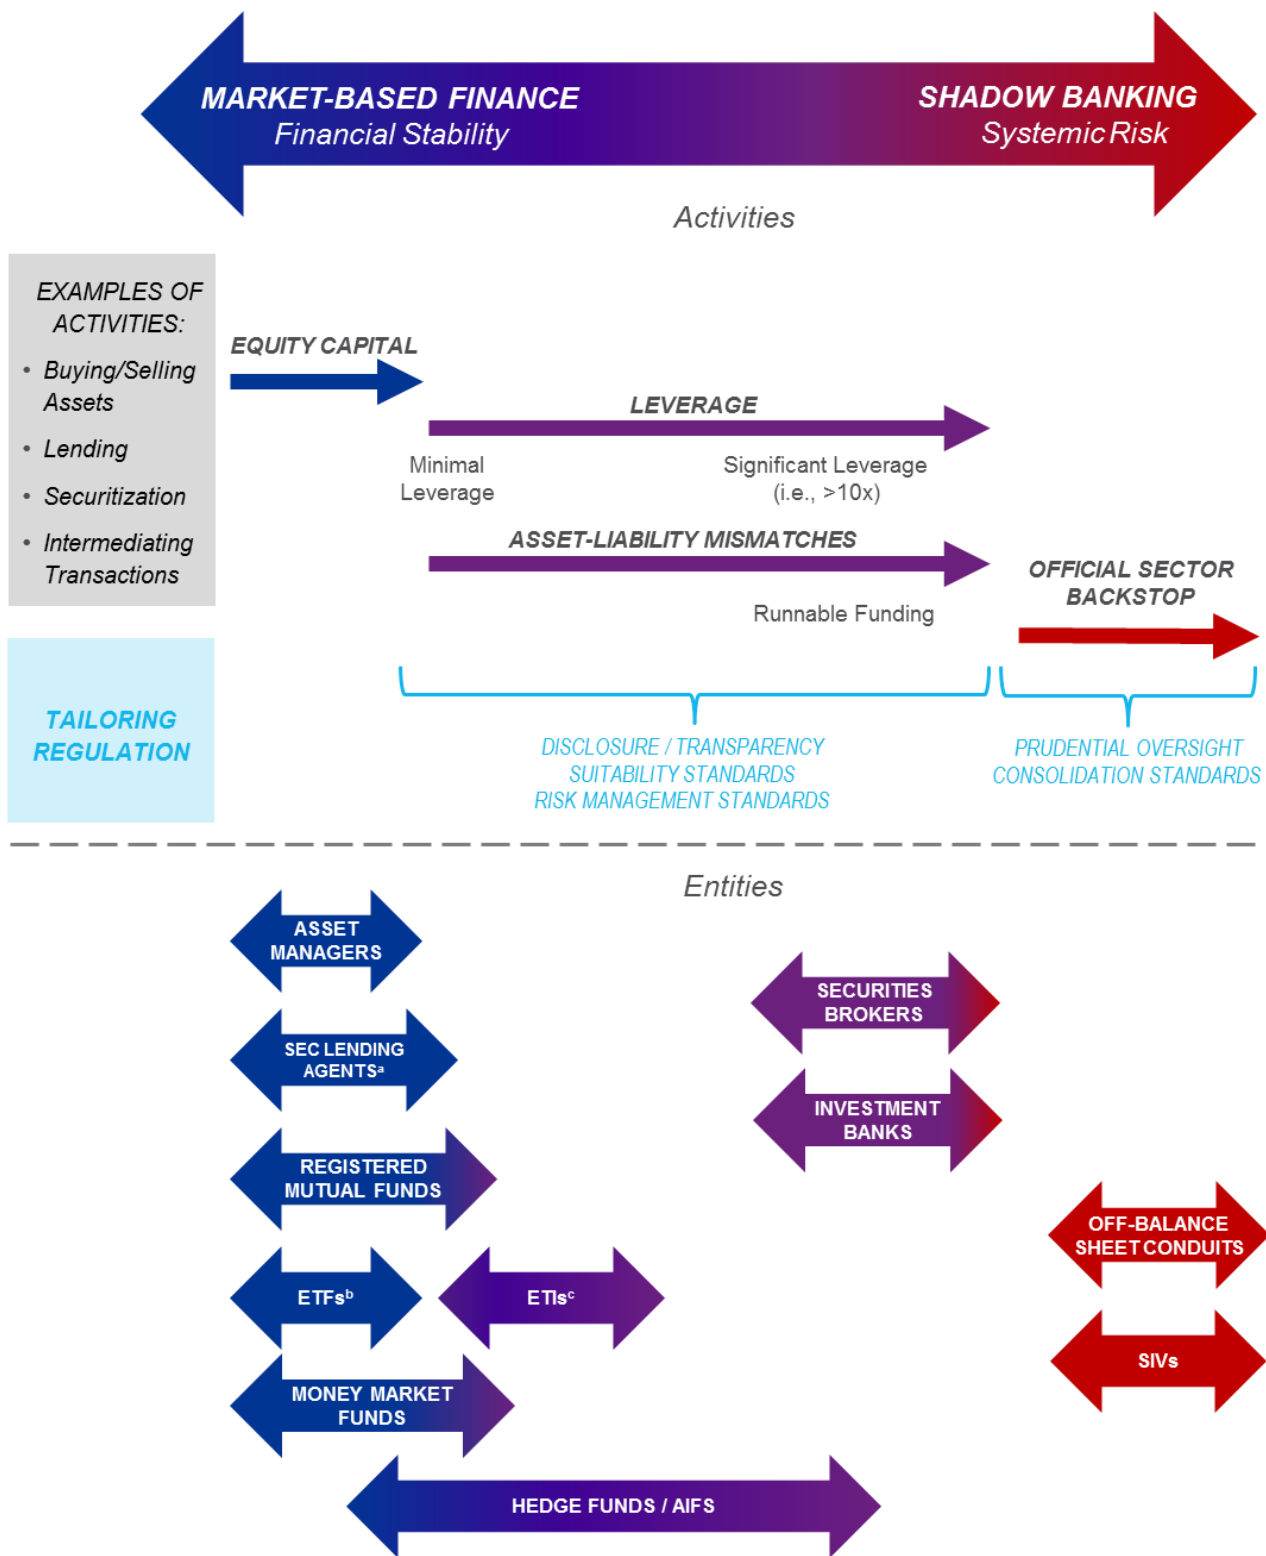 MARKET-BASED FINANCE
Financial Stability
SHADOW BANKING
Systemic Risk
Activities
EXAMPLES OF
ACTIVITIES:
• Buying/Selling
Assets
• Lending
• Securitization
• Intermediating
Transactions
EQUITY CAPITAL
LEVERAGE
Minimal
Leverage
Significant Leverage
(i.e., >10x)
ASSET-LIABILITY MISMATCHES
Runnable Funding
OFFICIAL SECTOR
BACKSTOP
TAILORING
REGULATION
DISCLOSURE / TRANSPARENCY
SUITABILITY STANDARDS
RISK MANAGEMENT STANDARDS
PRUDENTIAL OVERSIGHT
CONSOLIDATION STANDARDS
Entities
ASSET
MANAGERS
SECURITIES
BROKERS
SEC LENDING
AGENTSᵃ
INVESTMENT
BANKS
REGISTERED
MUTUAL FUNDS
OFF-BALANCE
SHEET CONDUITS
ETFsᵇ
ETIsᶜ
SIVs
MONEY MARKET
FUNDS
HEDGE FUNDS / AIFS